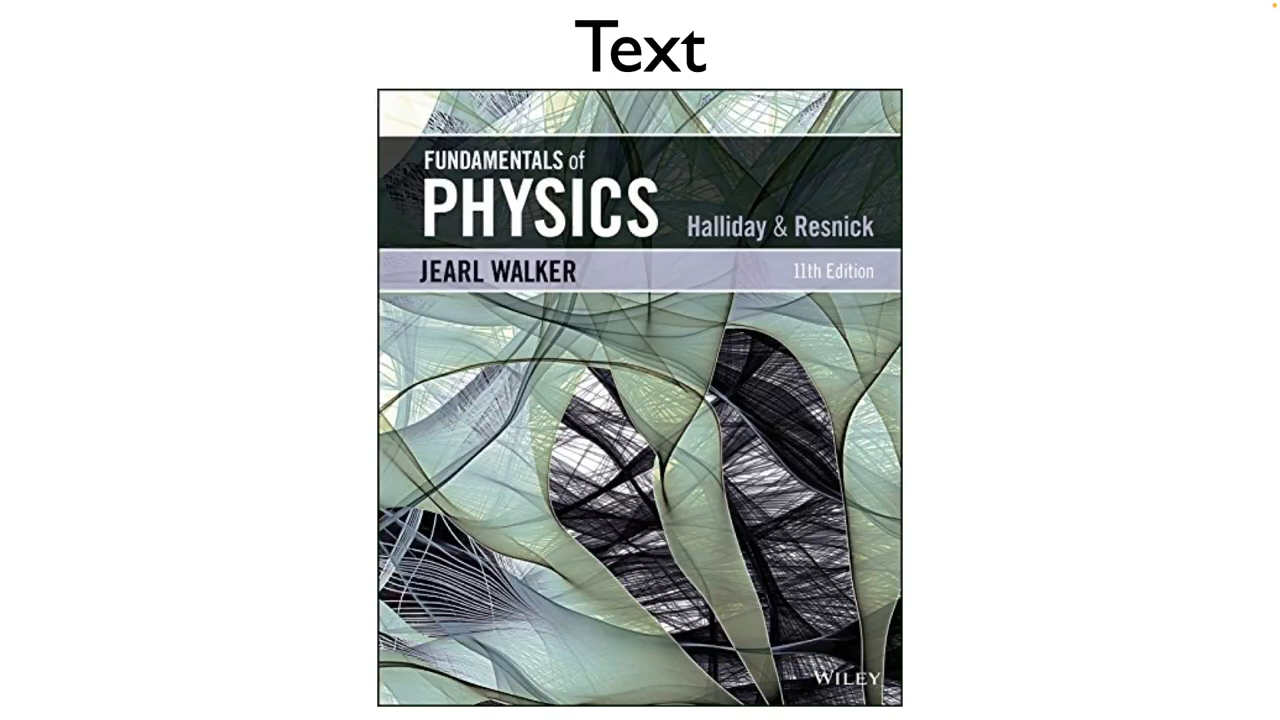 Text
FUNDAMENTALS of
PHYSICS
Halliday & Resnick
JEARL WALKER
11th Edition
WILEY